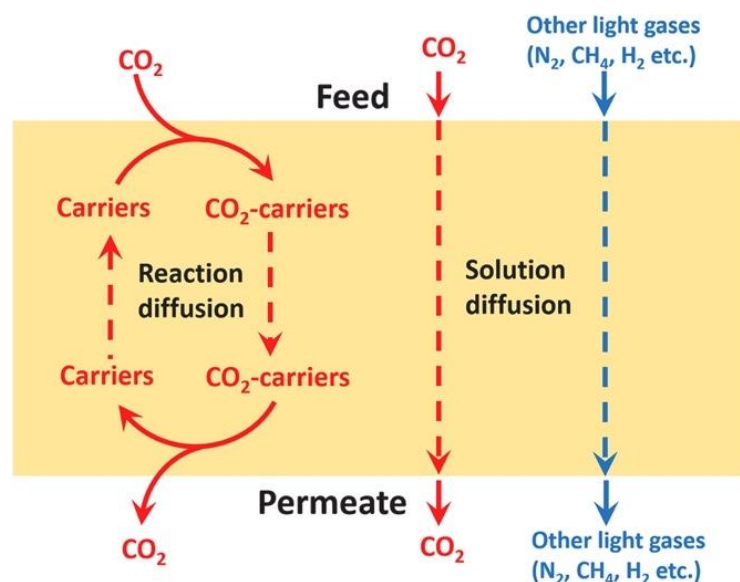 CO₂
CO₂
Other light gases
(N₂, CH₄, H₂ etc.)
Feed
Carriers
CO₂-carriers
Reaction
diffusion
Solution
diffusion
Carriers
CO₂-carriers
Permeate
CO₂
CO₂
Other light gases
(N₂, CH₄, H₂ etc.)